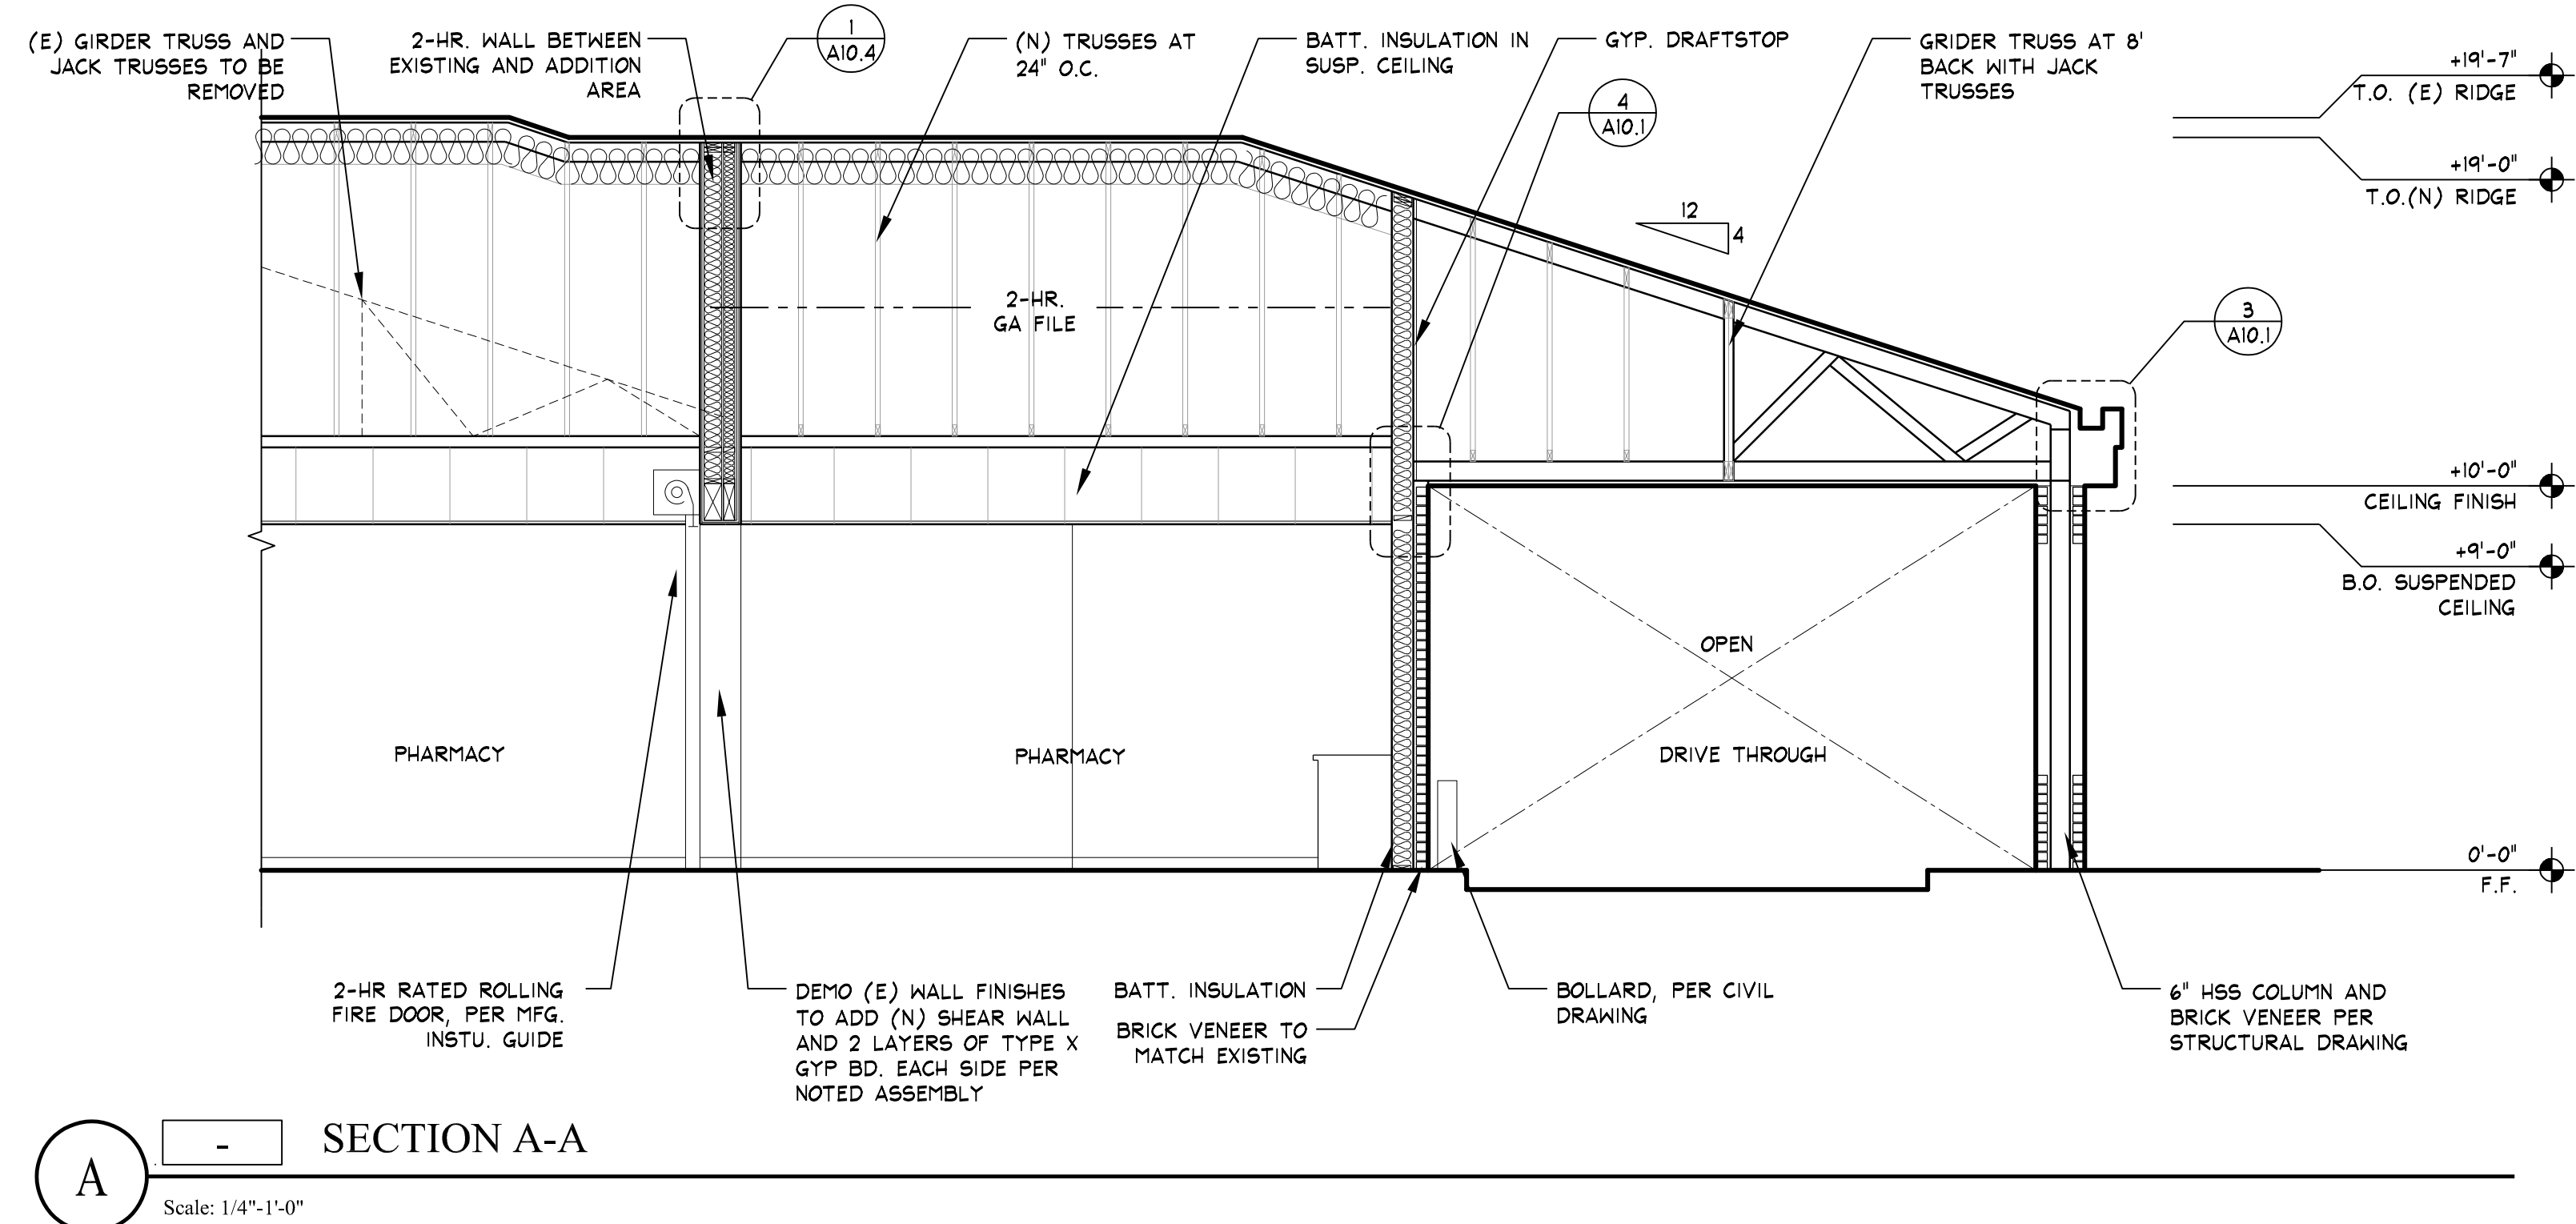 (E) GIRDER TRUSS AND
JACK TRUSSES TO BE
REMOVED
2-HR. WALL BETWEEN
EXISTING AND ADDITION
AREA
1
A10.4
(N) TRUSSES AT
24" O.C.
BATT. INSULATION IN
SUSP. CEILING
GYP. DRAFTSTOP
4
A10.1
GRIDER TRUSS AT 8'
BACK WITH JACK
TRUSSES
+19'-7"
T.O. (E) RIDGE
+19'-0"
T.O.(N) RIDGE
12
4
2-HR.
GA FILE
3
A10.1
+10'-0"
CEILING FINISH
+9'-0"
B.O. SUSPENDED
CEILING
OPEN
PHARMACY
PHARMACY
DRIVE THROUGH
0'-0"
F.F.
2-HR RATED ROLLING
FIRE DOOR, PER MFG.
INSTU. GUIDE
DEMO (E) WALL FINISHES
TO ADD (N) SHEAR WALL
AND 2 LAYERS OF TYPE X
GYP BD. EACH SIDE PER
NOTED ASSEMBLY
BATT. INSULATION
BRICK VENEER TO
MATCH EXISTING
BOLLARD, PER CIVIL
DRAWING
6" HSS COLUMN AND
BRICK VENEER PER
STRUCTURAL DRAWING
A
-
SECTION A-A
Scale: 1/4"-1'-0"